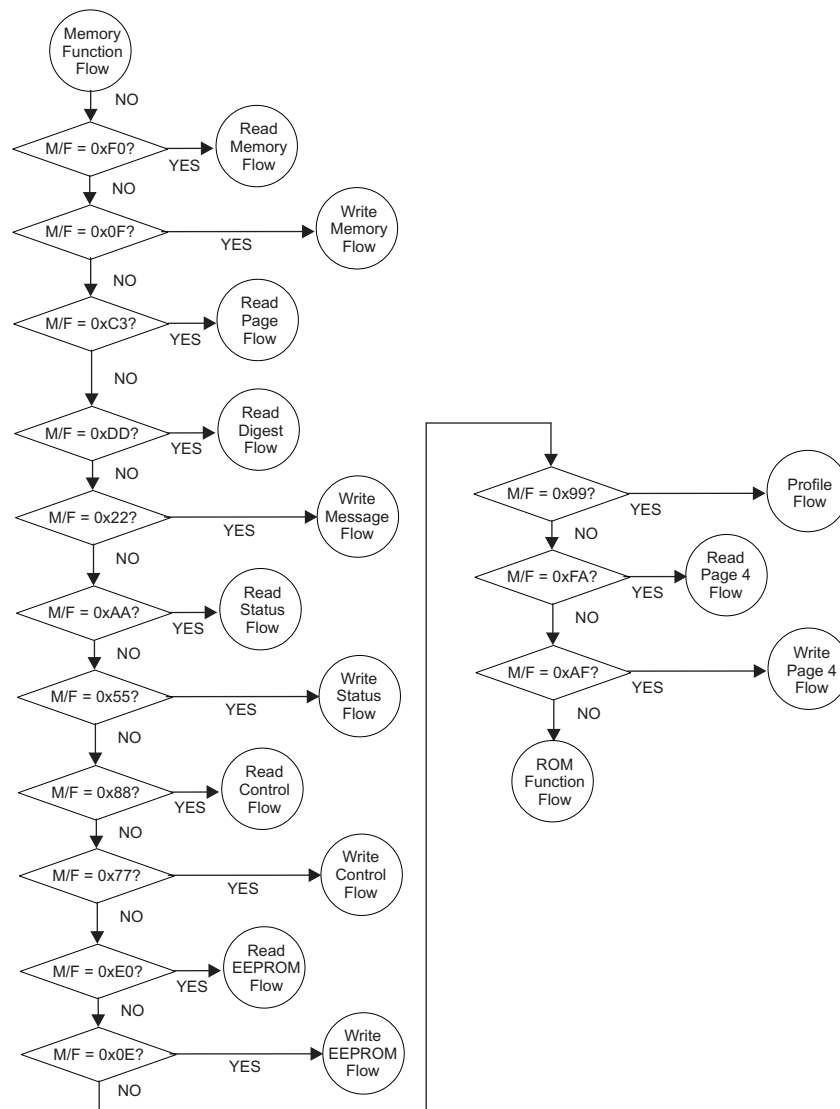 Memory
Function
Flow
NO
M/F = 0xF0?
YES
Read
Memory
Flow
NO
M/F = 0x0F?
YES
Write
Memory
Flow
NO
M/F = 0xC3?
YES
Read
Page
Flow
NO
M/F = 0xDD?
YES
Read
Digest
Flow
NO
M/F = 0x22?
YES
Write
Message
Flow
NO
M/F = 0xAA?
YES
Read
Status
Flow
NO
M/F = 0x55?
YES
Write
Status
Flow
NO
M/F = 0x88?
YES
Read
Control
Flow
NO
M/F = 0x77?
YES
Write
Control
Flow
NO
M/F = 0xE0?
YES
Read
EEPROM
Flow
NO
M/F = 0x0E?
YES
Write
EEPROM
Flow
NO
M/F = 0x99?
YES
Profile
Flow
NO
M/F = 0xFA?
YES
Read
Page 4
Flow
NO
M/F = 0xAF?
YES
Write
Page 4
Flow
NO
ROM
Function
Flow